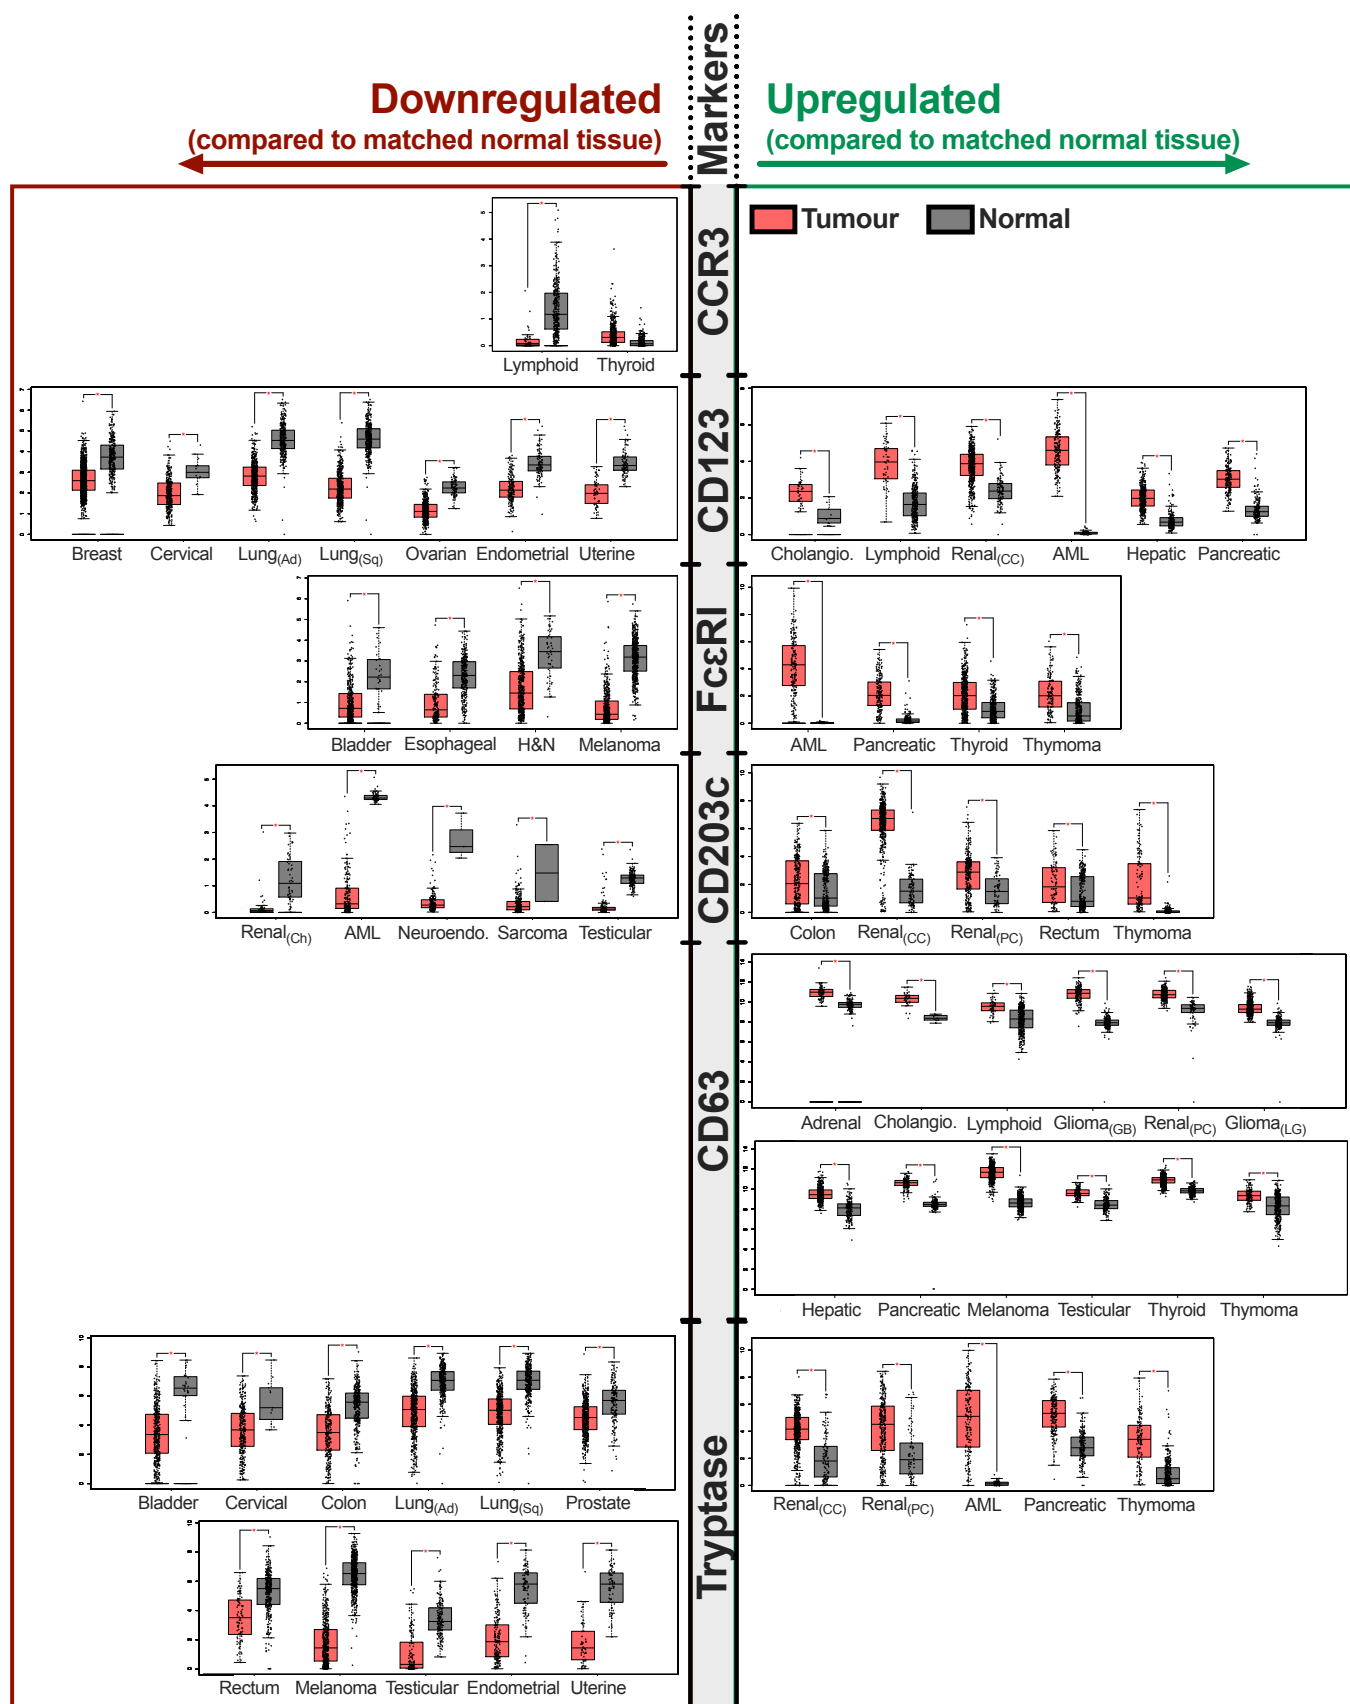 Markers
Downregulated
(compared to matched normal tissue)
Upregulated
(compared to matched normal tissue)
Tumour
Normal
CCR3
Lymphoid Thyroid
CD123
Breast Cervical Lung(Ad) Lung(Sq) Ovarian Endometrial Uterine
Cholangio. Lymphoid Renal(CC) AML Hepatic Pancreatic
FcεRI
Bladder Esophageal H&N Melanoma
AML Pancreatic Thyroid Thymoma
CD203c
Renal(Ch) AML Neuroendo. Sarcoma Testicular
Colon Renal(CC) Renal(PC) Rectum Thymoma
CD63
Adrenal Cholangio. Lymphoid Glioma(GB) Renal(PC) Glioma(LG)
Hepatic Pancreatic Melanoma Testicular Thyroid Thymoma
Tryptase
Bladder Cervical Colon Lung(Ad) Lung(Sq) Prostate
Renal(CC) Renal(PC) AML Pancreatic Thymoma
Rectum Melanoma Testicular Endometrial Uterine